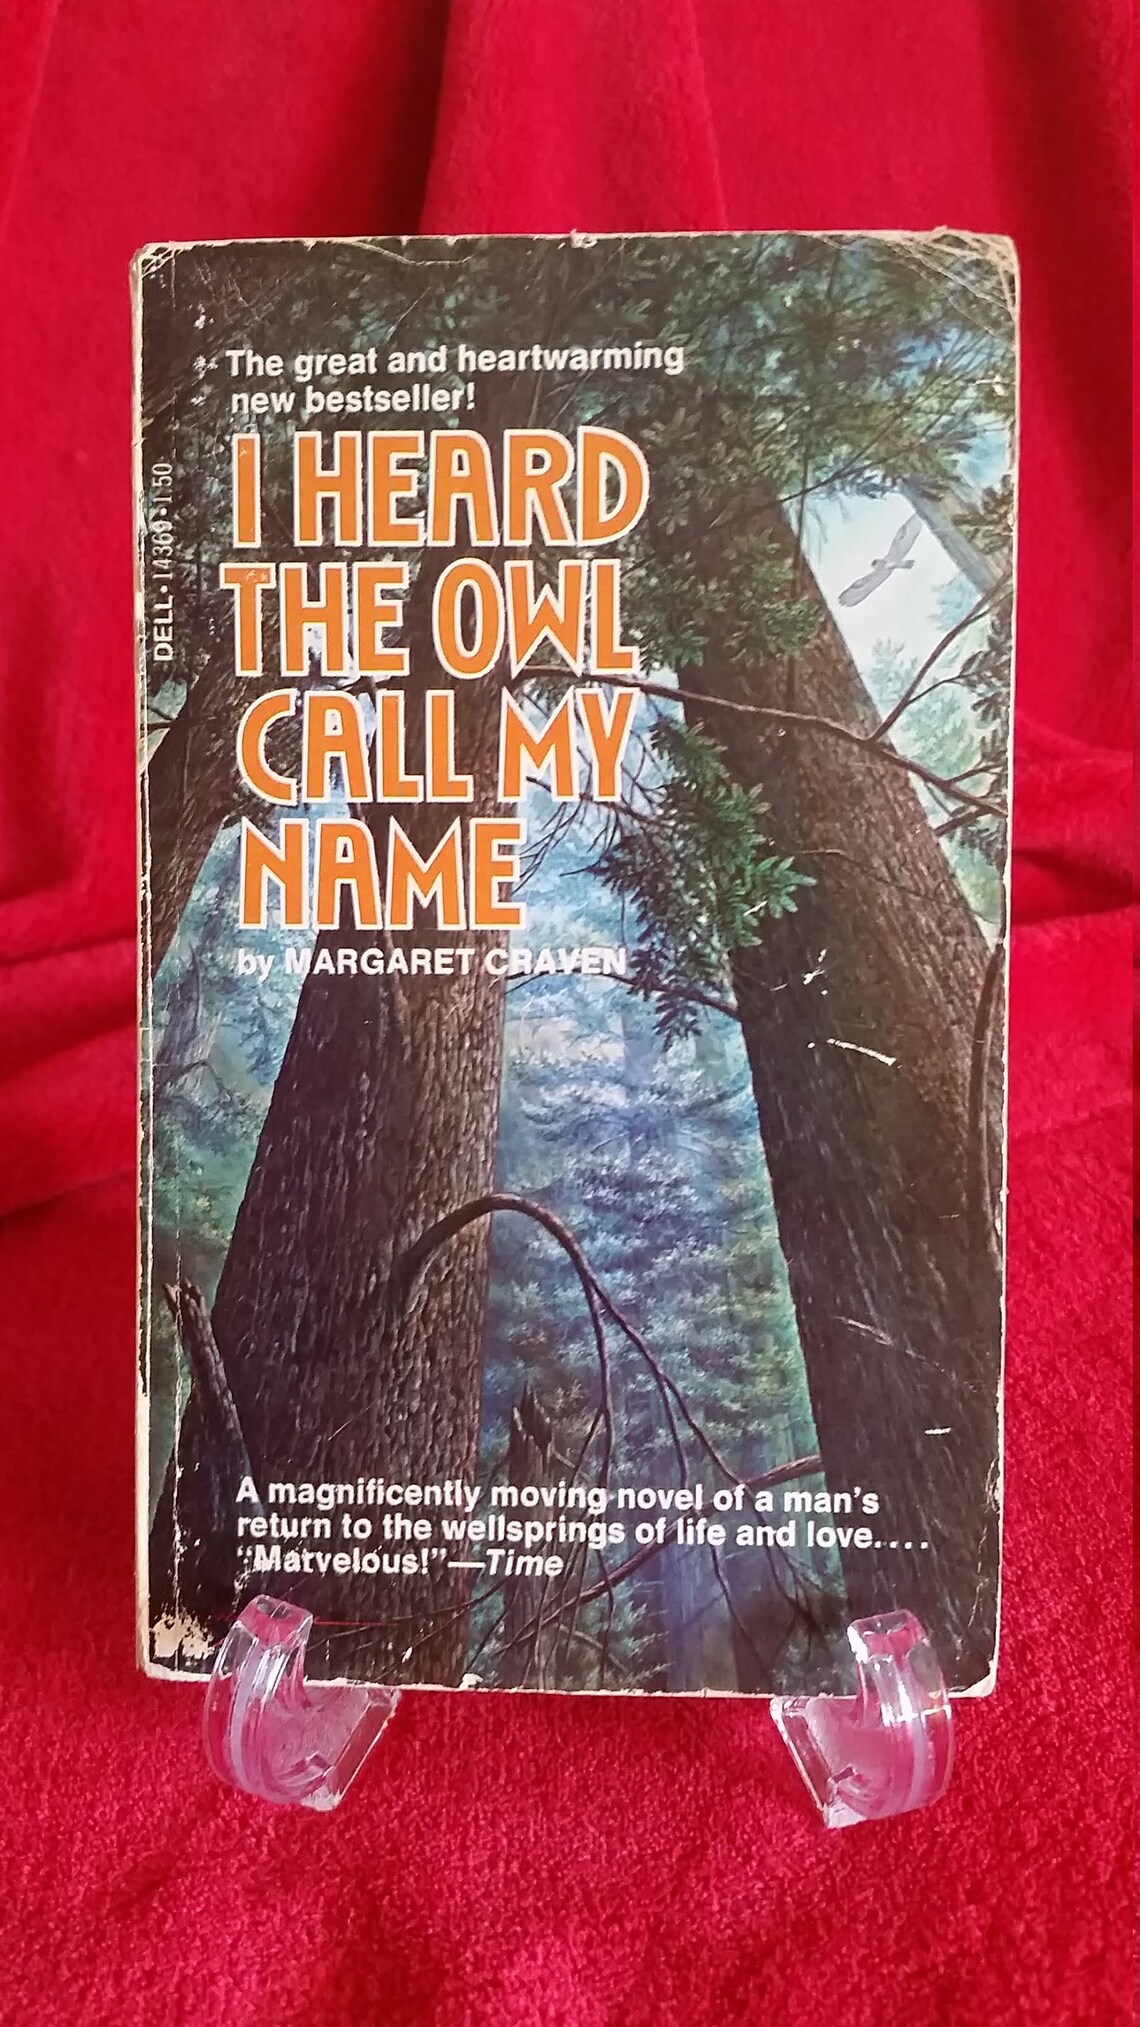 The great and heartwarming
new bestseller!
I HEARD
THE OWL
CALL MY
NAME
by MARGARET CRAVEN
DELL • 14369 • 1.50
A magnificently moving novel of a man's
return to the wellsprings of life and love....
"Marvelous!"—Time